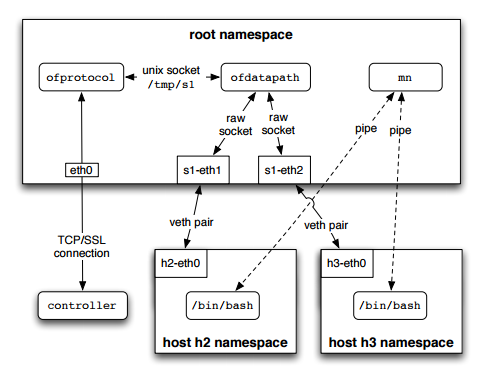 root namespace
ofprotocol
unix socket
/tmp/s1
ofdatapath
mn
raw
socket
raw
socket
pipe
pipe
eth0
s1-eth1
s1-eth2
veth pair
veth pair
TCP/SSL
connection
h2-eth0
h3-eth0
controller
/bin/bash
/bin/bash
host h2 namespace
host h3 namespace